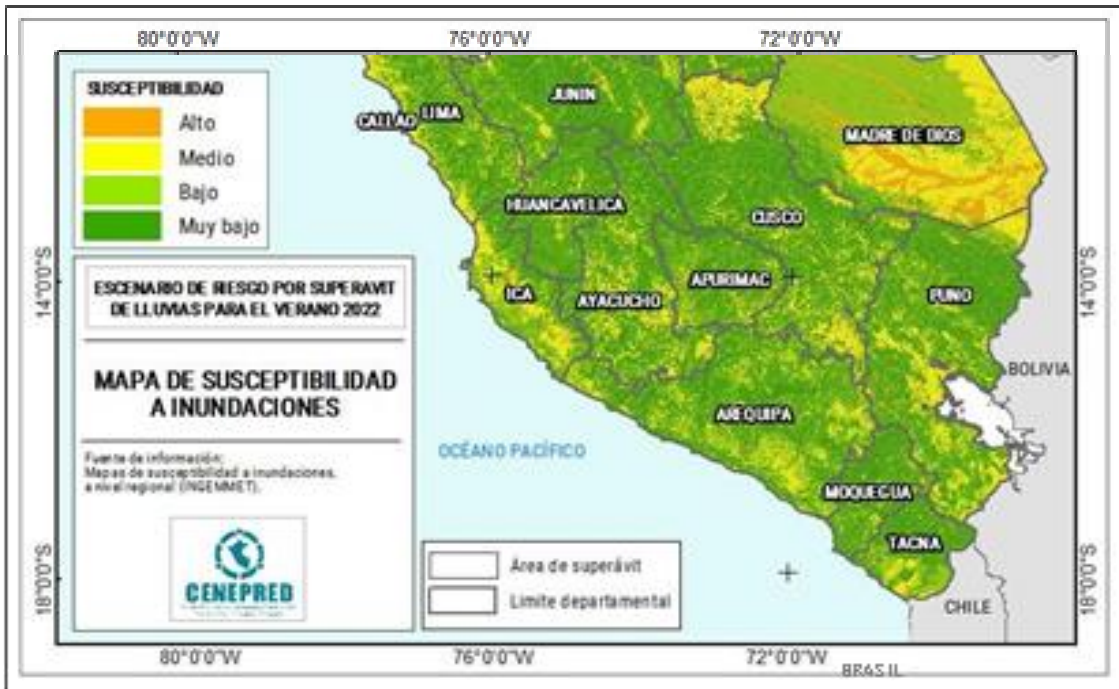 80°0'0"W 76°0'0"W 72°0'0"W
SUSCEPTIBILIDAD
Alto
Medio
Bajo
Muy bajo
ESCENARIO DE RIESGO POR SUPERAVIT
DE LLUVIAS PARA EL VERANO 2022
MAPA DE SUSCEPTIBILIDAD
A INUNDACIONES
Fuente de información:
Mapas de susceptibilidad a inundaciones,
a nivel regional (INGEMMET).
CENEPRED
JUNIN
LIMA
CALLAO
MADRE DE DIOS
HUANCAVELICA
CUSCO
14°0'0"S
14°0'0"S
APURIMAC
ICA
AYACUCHO
PUNO
BOLIVIA
AREQUIPA
OCÉANO PACÍFICO
MOQUEGUA
TACNA
Área de superávit
Limite departamental
18°0'0"S
18°0'0"S
CHILE
80°0'0"W 76°0'0"W 72°0'0"W
BRASIL